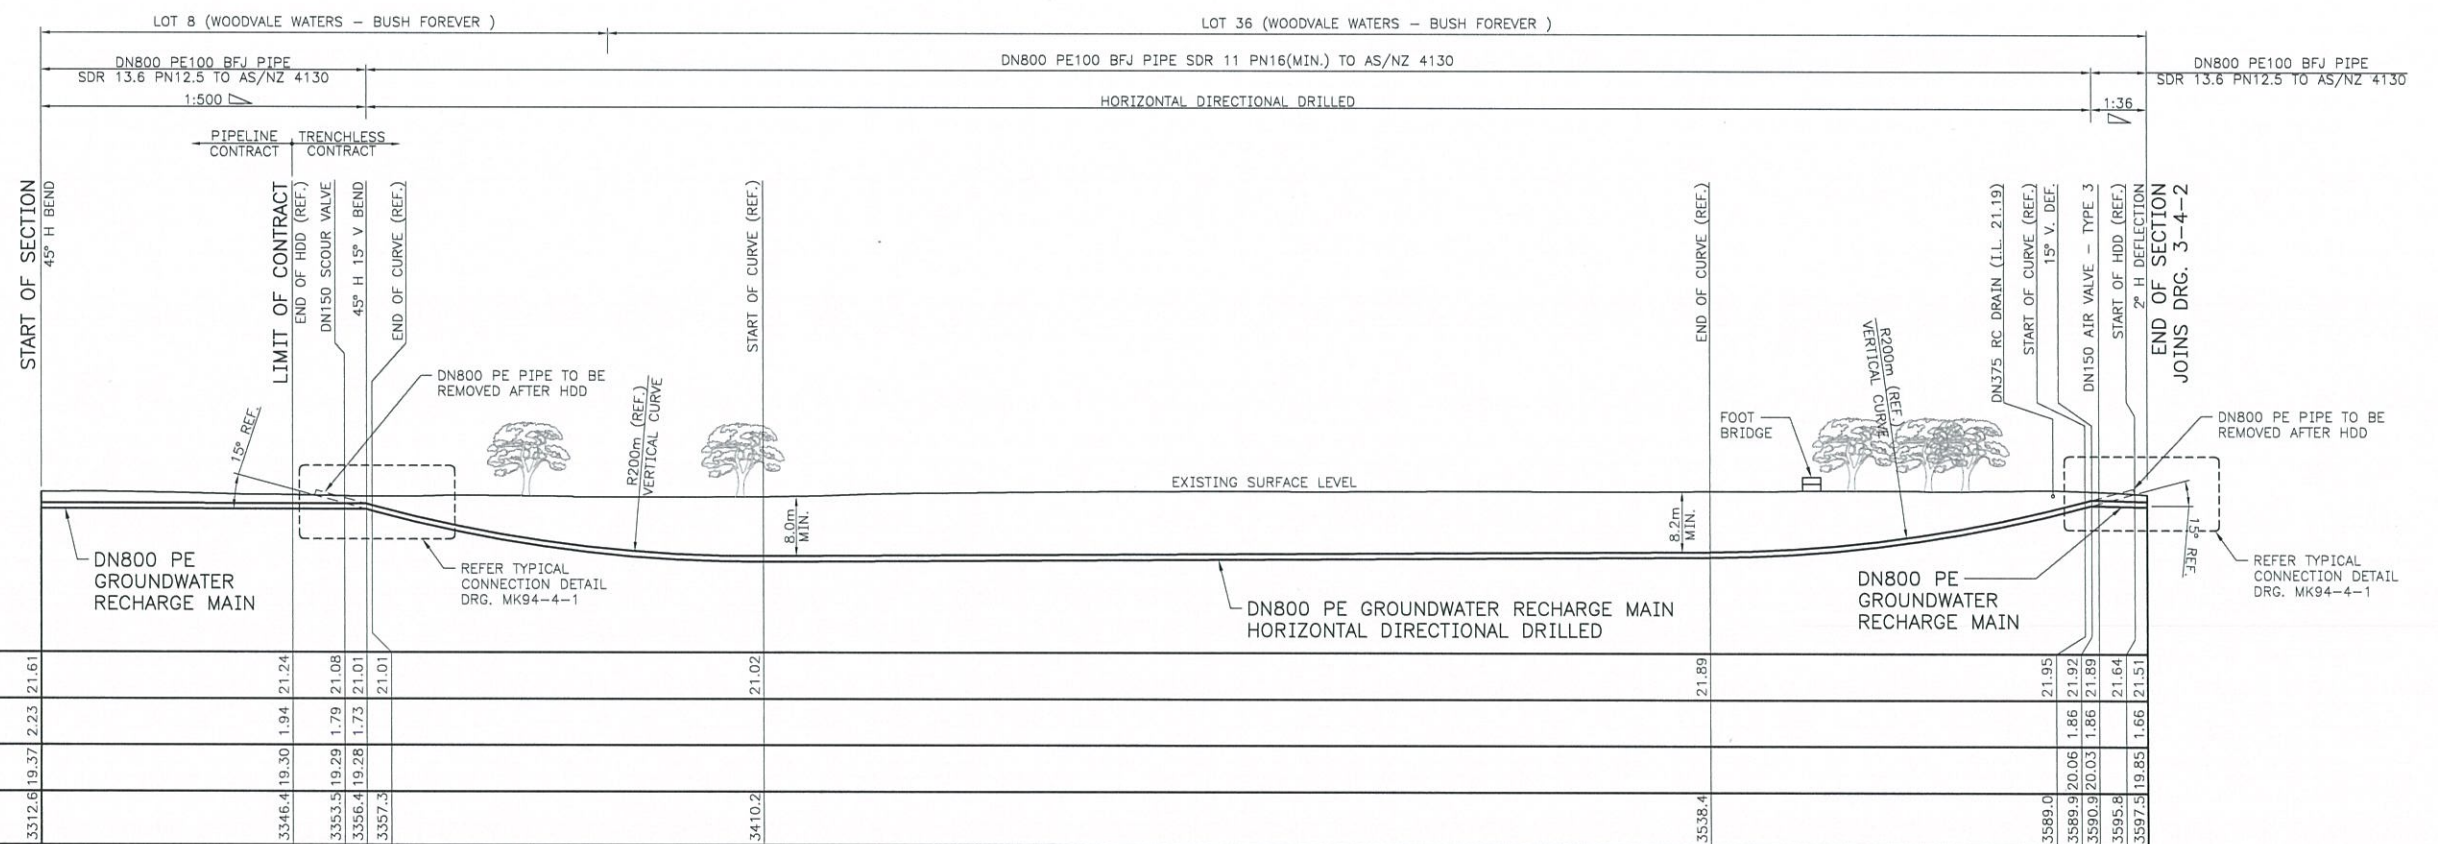 LOT 8 (WOODVALE WATERS – BUSH FOREVER )
LOT 36 (WOODVALE WATERS – BUSH FOREVER )
DN800 PE100 BFJ PIPE
SDR 13.6 PN12.5 TO AS/NZ 4130
DN800 PE100 BFJ PIPE SDR 11 PN16(MIN.) TO AS/NZ 4130
DN800 PE100 BFJ PIPE
SDR 13.6 PN12.5 TO AS/NZ 4130
1:500
HORIZONTAL DIRECTIONAL DRILLED
1:36
PIPELINE
CONTRACT
TRENCHLESS
CONTRACT
START OF SECTION
45° H BEND
LIMIT OF CONTRACT
END OF HDD (REF.)
DN150 SCOUR VALVE
45° H 15° V BEND
END OF CURVE (REF.)
START OF CURVE (REF.)
END OF CURVE (REF.)
DN375 RC DRAIN (I.L. 21.19)
START OF CURVE (REF.)
15° V. DEF.
DN150 AIR VALVE – TYPE 3
START OF HDD (REF.)
2° H DEFLECTION
END OF SECTION
JOINS DRG. 3-4-2
DN800 PE PIPE TO BE
REMOVED AFTER HDD
15° REF.
R200m (REF.)
VERTICAL CURVE
R200m (REF.)
VERTICAL CURVE
FOOT
BRIDGE
DN800 PE PIPE TO BE
REMOVED AFTER HDD
EXISTING SURFACE LEVEL
8.0m
MIN.
8.2m
MIN.
15° REF.
DN800 PE
GROUNDWATER
RECHARGE MAIN
REFER TYPICAL
CONNECTION DETAIL
DRG. MK94-4-1
DN800 PE GROUNDWATER RECHARGE MAIN
HORIZONTAL DIRECTIONAL DRILLED
DN800 PE
GROUNDWATER
RECHARGE MAIN
REFER TYPICAL
CONNECTION DETAIL
DRG. MK94-4-1
21.61 21.24 21.08 21.01 21.01 21.02 21.89 21.95 21.92 21.89 21.64 21.51
2.23 1.94 1.79 1.73 1.86 1.86 1.66
19.37 19.30 19.29 19.28 20.06 20.03 19.85
3312.6 3346.4 3353.5 3356.4 3357.3 3410.2 3538.4 3589.0 3589.9 3590.9 3595.8 3597.5